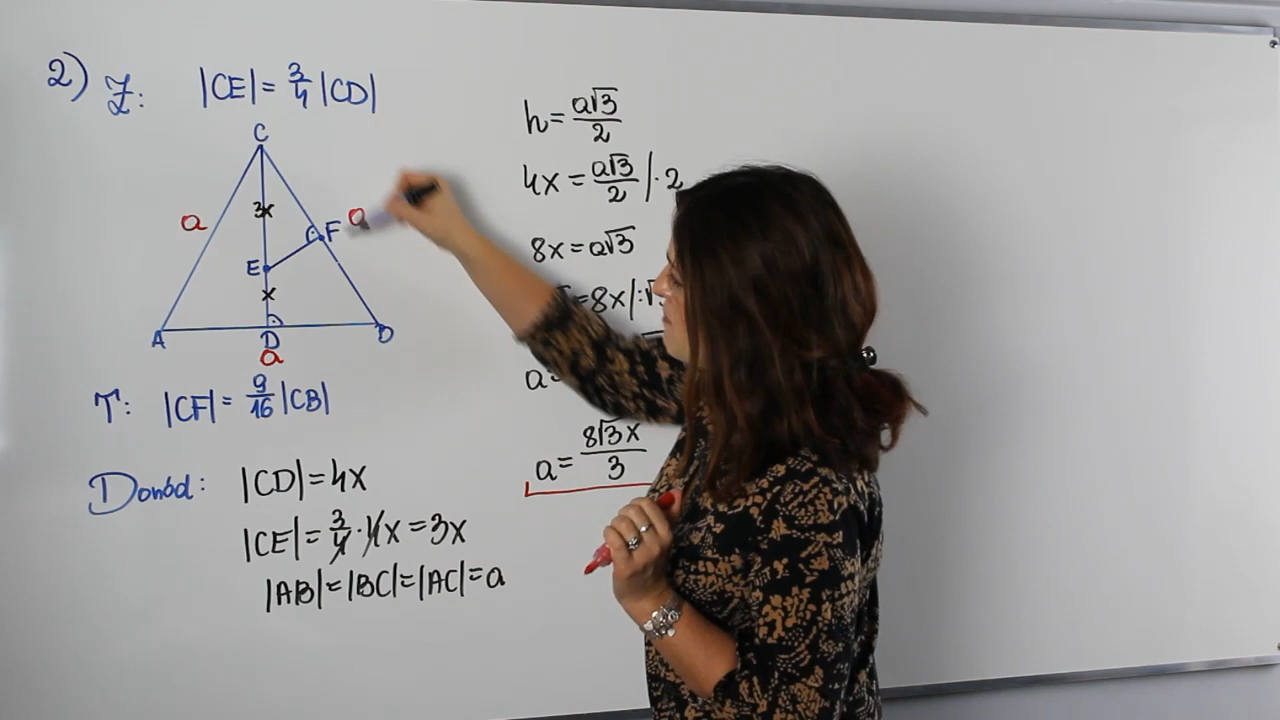 2) Z: |CE| = 3/4 |CD|
C
a
3x
F
a
E
x
A
D
D
a
T: |CF| = 9/16 |CB|
Dowód: |CD| = 4x
|CE| = 3/4 · 4x = 3x
|AB| = |BC| = |AC| = a
h = a√3/2
4x = a√3/2 | · 2
8x = a√3
= 8x | : √
a =
a = 8√3x/3